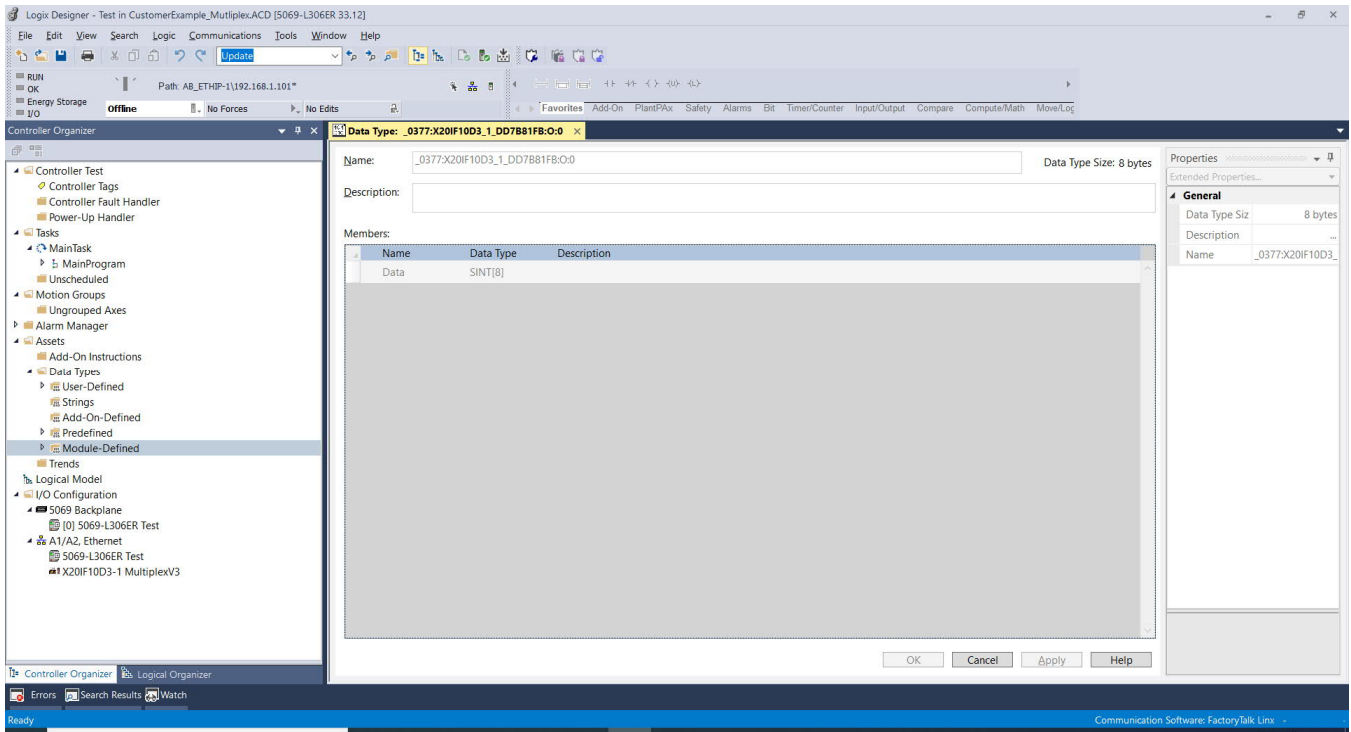 Logix Designer - Test in CustomerExample_Mutliplex.ACD [5069-L306ER 33.12]
File Edit View Search Logic Communications Tools Window Help
Update
RUN
OK
Energy Storage
I/O
Path: AB_ETHIP-1\192.168.1.101*
Offline No Forces No Edits
Favorites Add-On PlantPAx Safety Alarms Bit Timer/Counter Input/Output Compare Compute/Math Move/Log
Controller Organizer
Data Type: _0377:X20IF10D3_1_DD7B81FB:O:0
Controller Test
Controller Tags
Controller Fault Handler
Power-Up Handler
Tasks
MainTask
MainProgram
Unscheduled
Motion Groups
Ungrouped Axes
Alarm Manager
Assets
Add-On Instructions
Data Types
User-Defined
Strings
Add-On-Defined
Predefined
Module-Defined
Trends
Logical Model
I/O Configuration
5069 Backplane
[0] 5069-L306ER Test
A1/A2, Ethernet
5069-L306ER Test
X20IF10D3-1 MultiplexV3
Name: _0377:X20IF10D3_1_DD7B81FB:O:0 Data Type Size: 8 bytes
Description:
Members:
Name Data Type Description
Data SINT[8]
OK Cancel Apply Help
Properties
Extended Properties...
General
Data Type Siz 8 bytes
Description ...
Name _0377:X20IF10D3_
Controller Organizer Logical Organizer
Errors Search Results Watch
Ready Communication Software: FactoryTalk Linx -